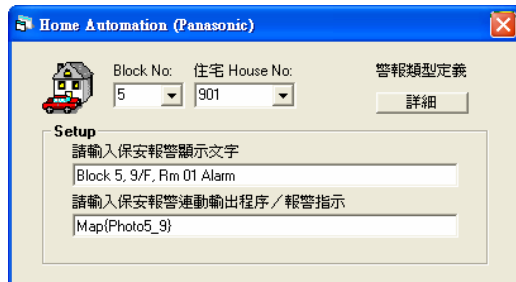 Home Automation (Panasonic)
Block No: 住宅 House No: 警報類型定義
5 901 詳細
Setup
請輸入保安報警顯示文字
Block 5, 9/F, Rm 01 Alarm
請輸入保安報警連動輸出程序／報警指示
Map{Photo5_9}